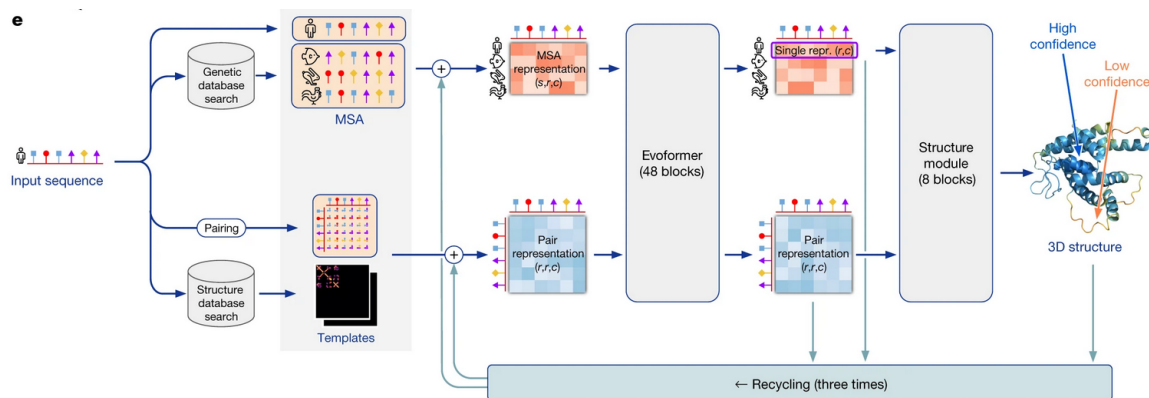 e
Genetic
database
search
MSA
Input sequence
Pairing
Structure
database
search
Templates
+
+
MSA
representation
(s,r,c)
Pair
representation
(r,r,c)
Evoformer
(48 blocks)
Single repr. (r,c)
Pair
representation
(r,r,c)
Structure
module
(8 blocks)
High
confidence
Low
confidence
3D structure
← Recycling (three times)